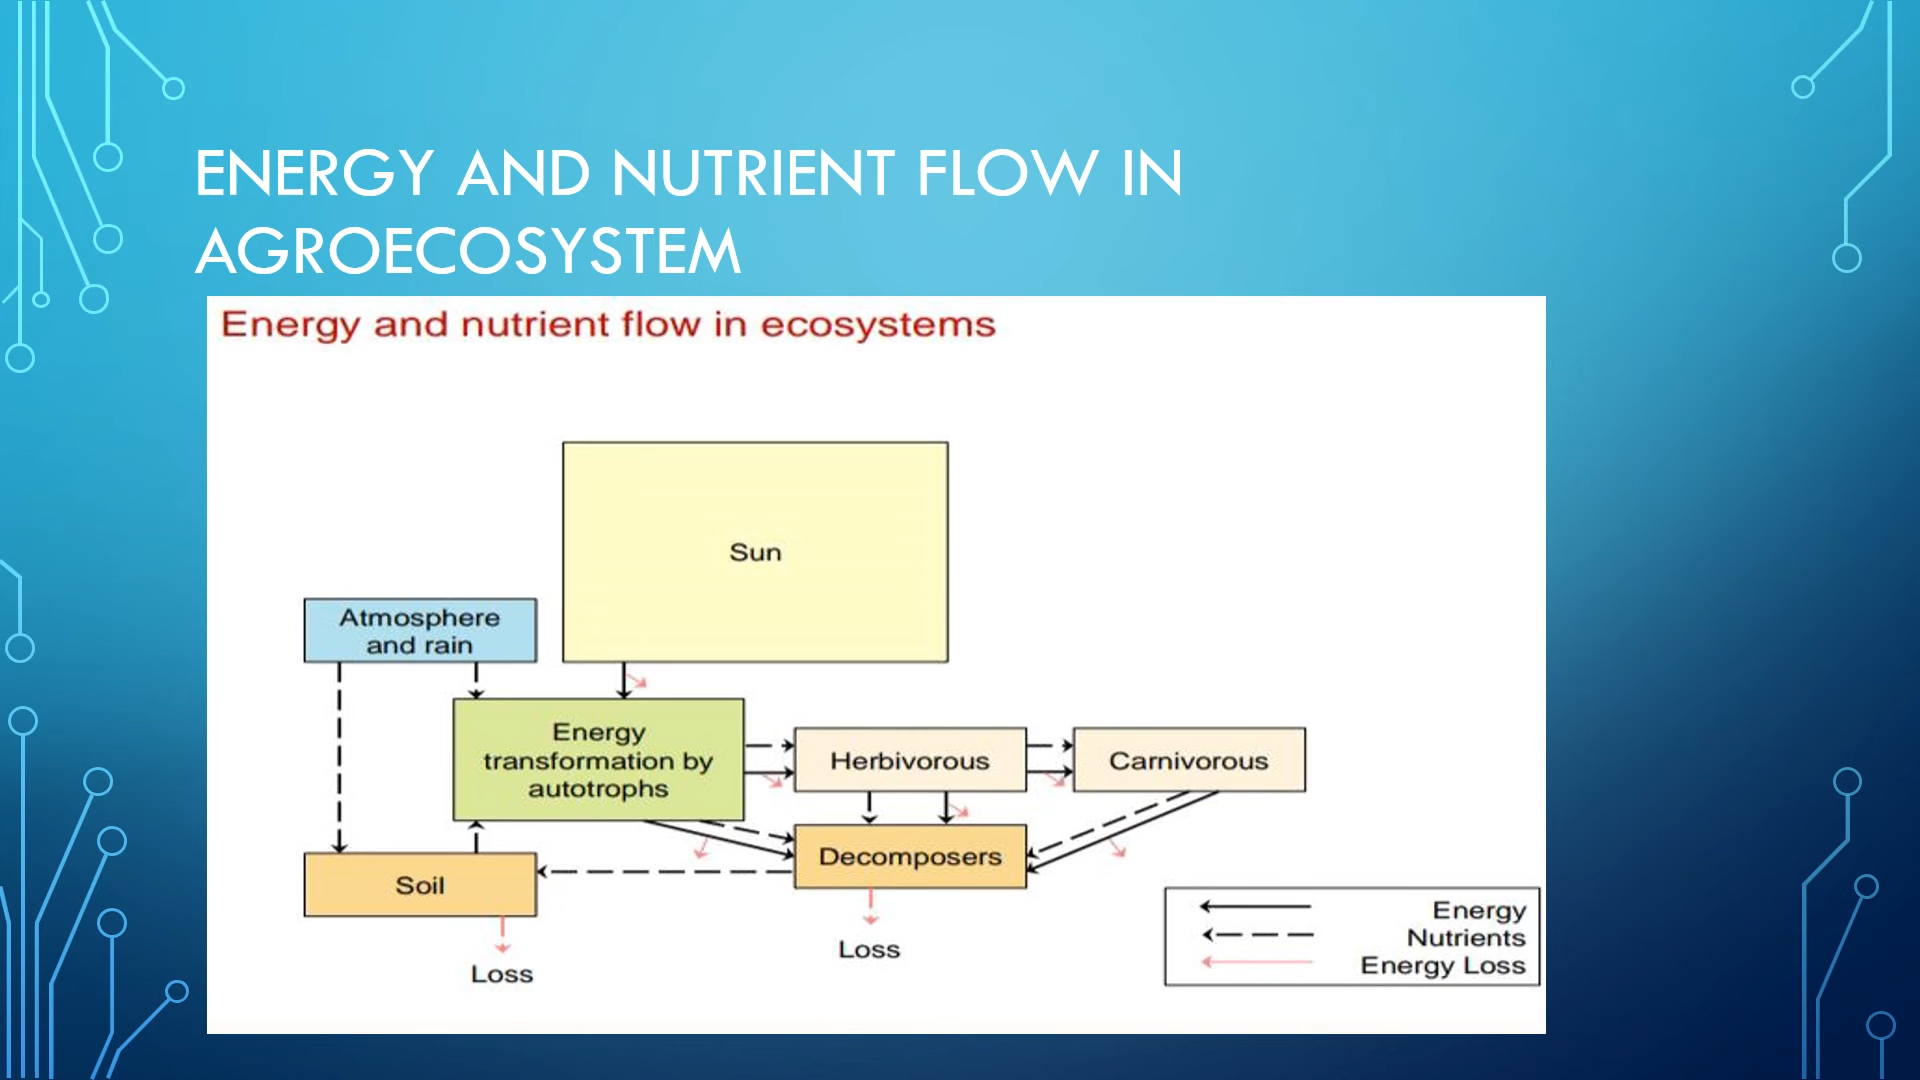 ENERGY AND NUTRIENT FLOW IN
AGROECOSYSTEM
Energy and nutrient flow in ecosystems
Sun
Atmosphere
and rain
Energy
transformation by
autotrophs
Herbivorous
Carnivorous
Decomposers
Soil
Loss
Loss
Energy
Nutrients
Energy Loss